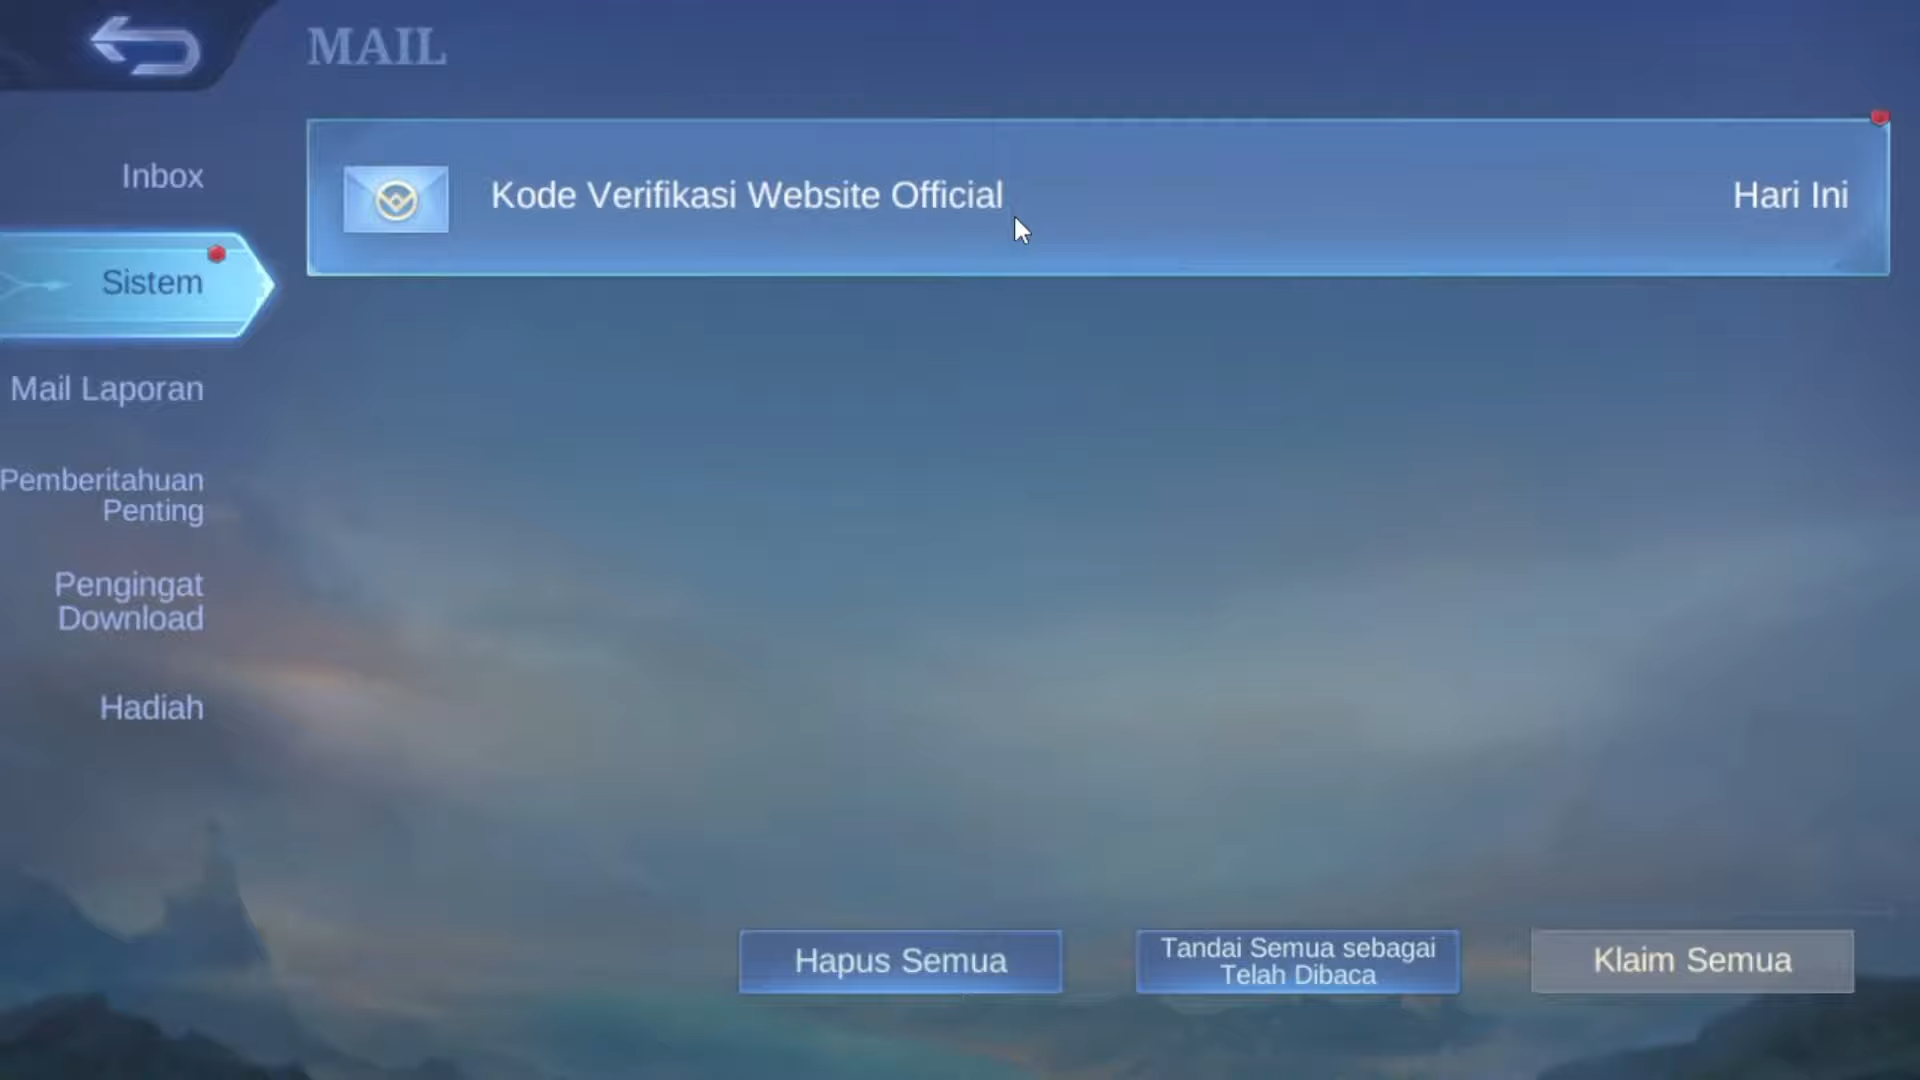 MAIL
Inbox
Kode Verifikasi Website Official
Hari Ini
Sistem
Mail Laporan
Pemberitahuan
Penting
Pengingat
Download
Hadiah
Hapus Semua
Tandai Semua sebagai
Telah Dibaca
Klaim Semua